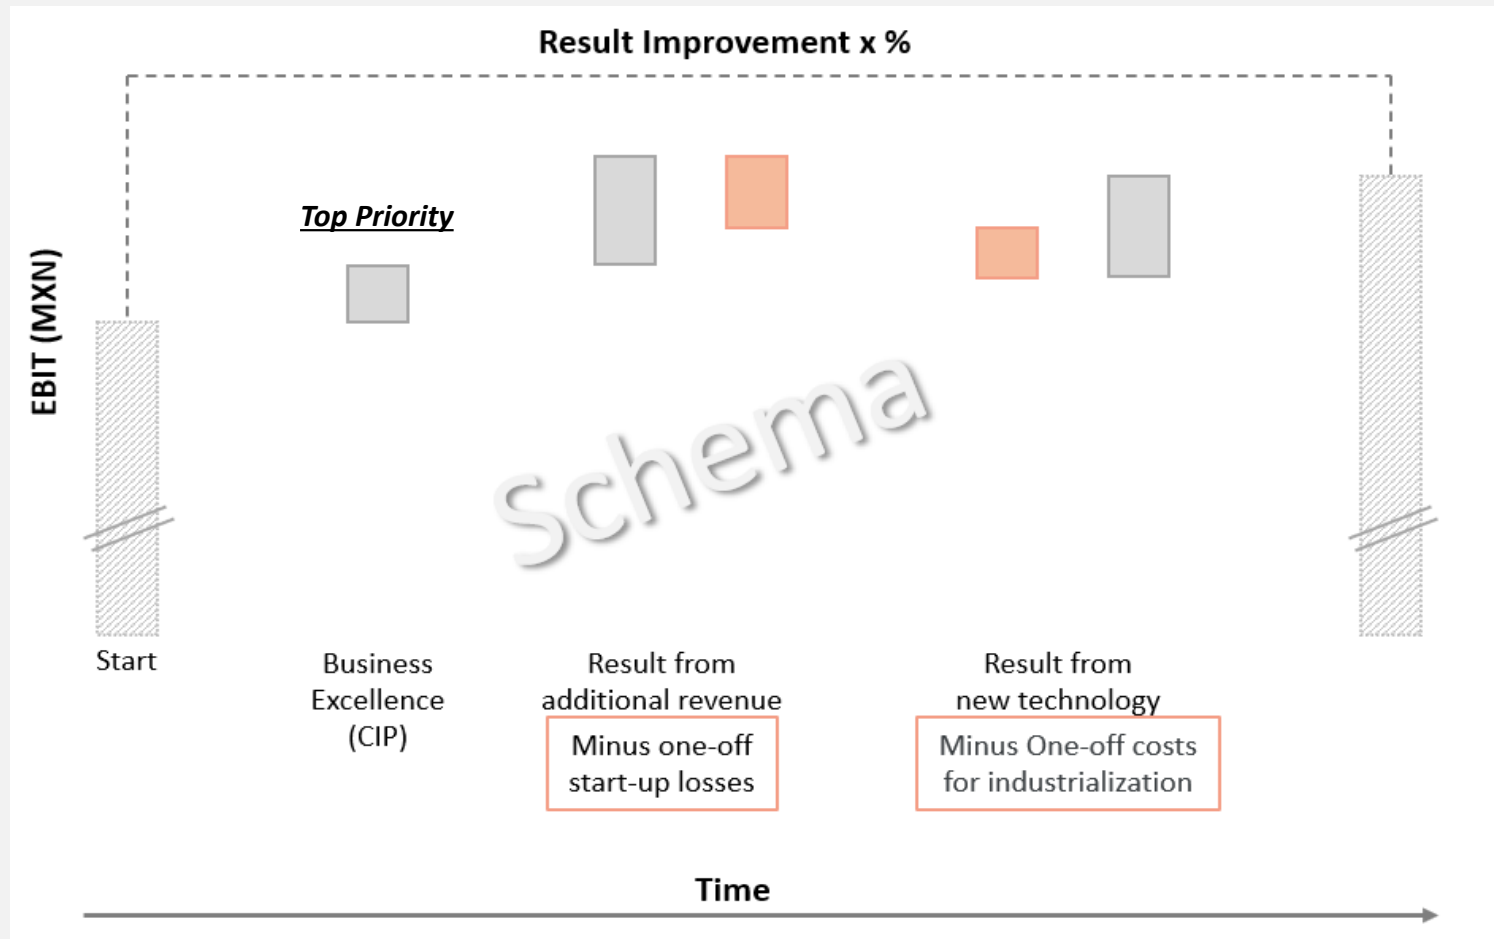 Result Improvement x %
Top Priority
EBIT (MXN)
Schema
Start
Business
Excellence
(CIP)
Result from
additional revenue
Minus one-off
start-up losses
Result from
new technology
Minus One-off costs
for industrialization
Time